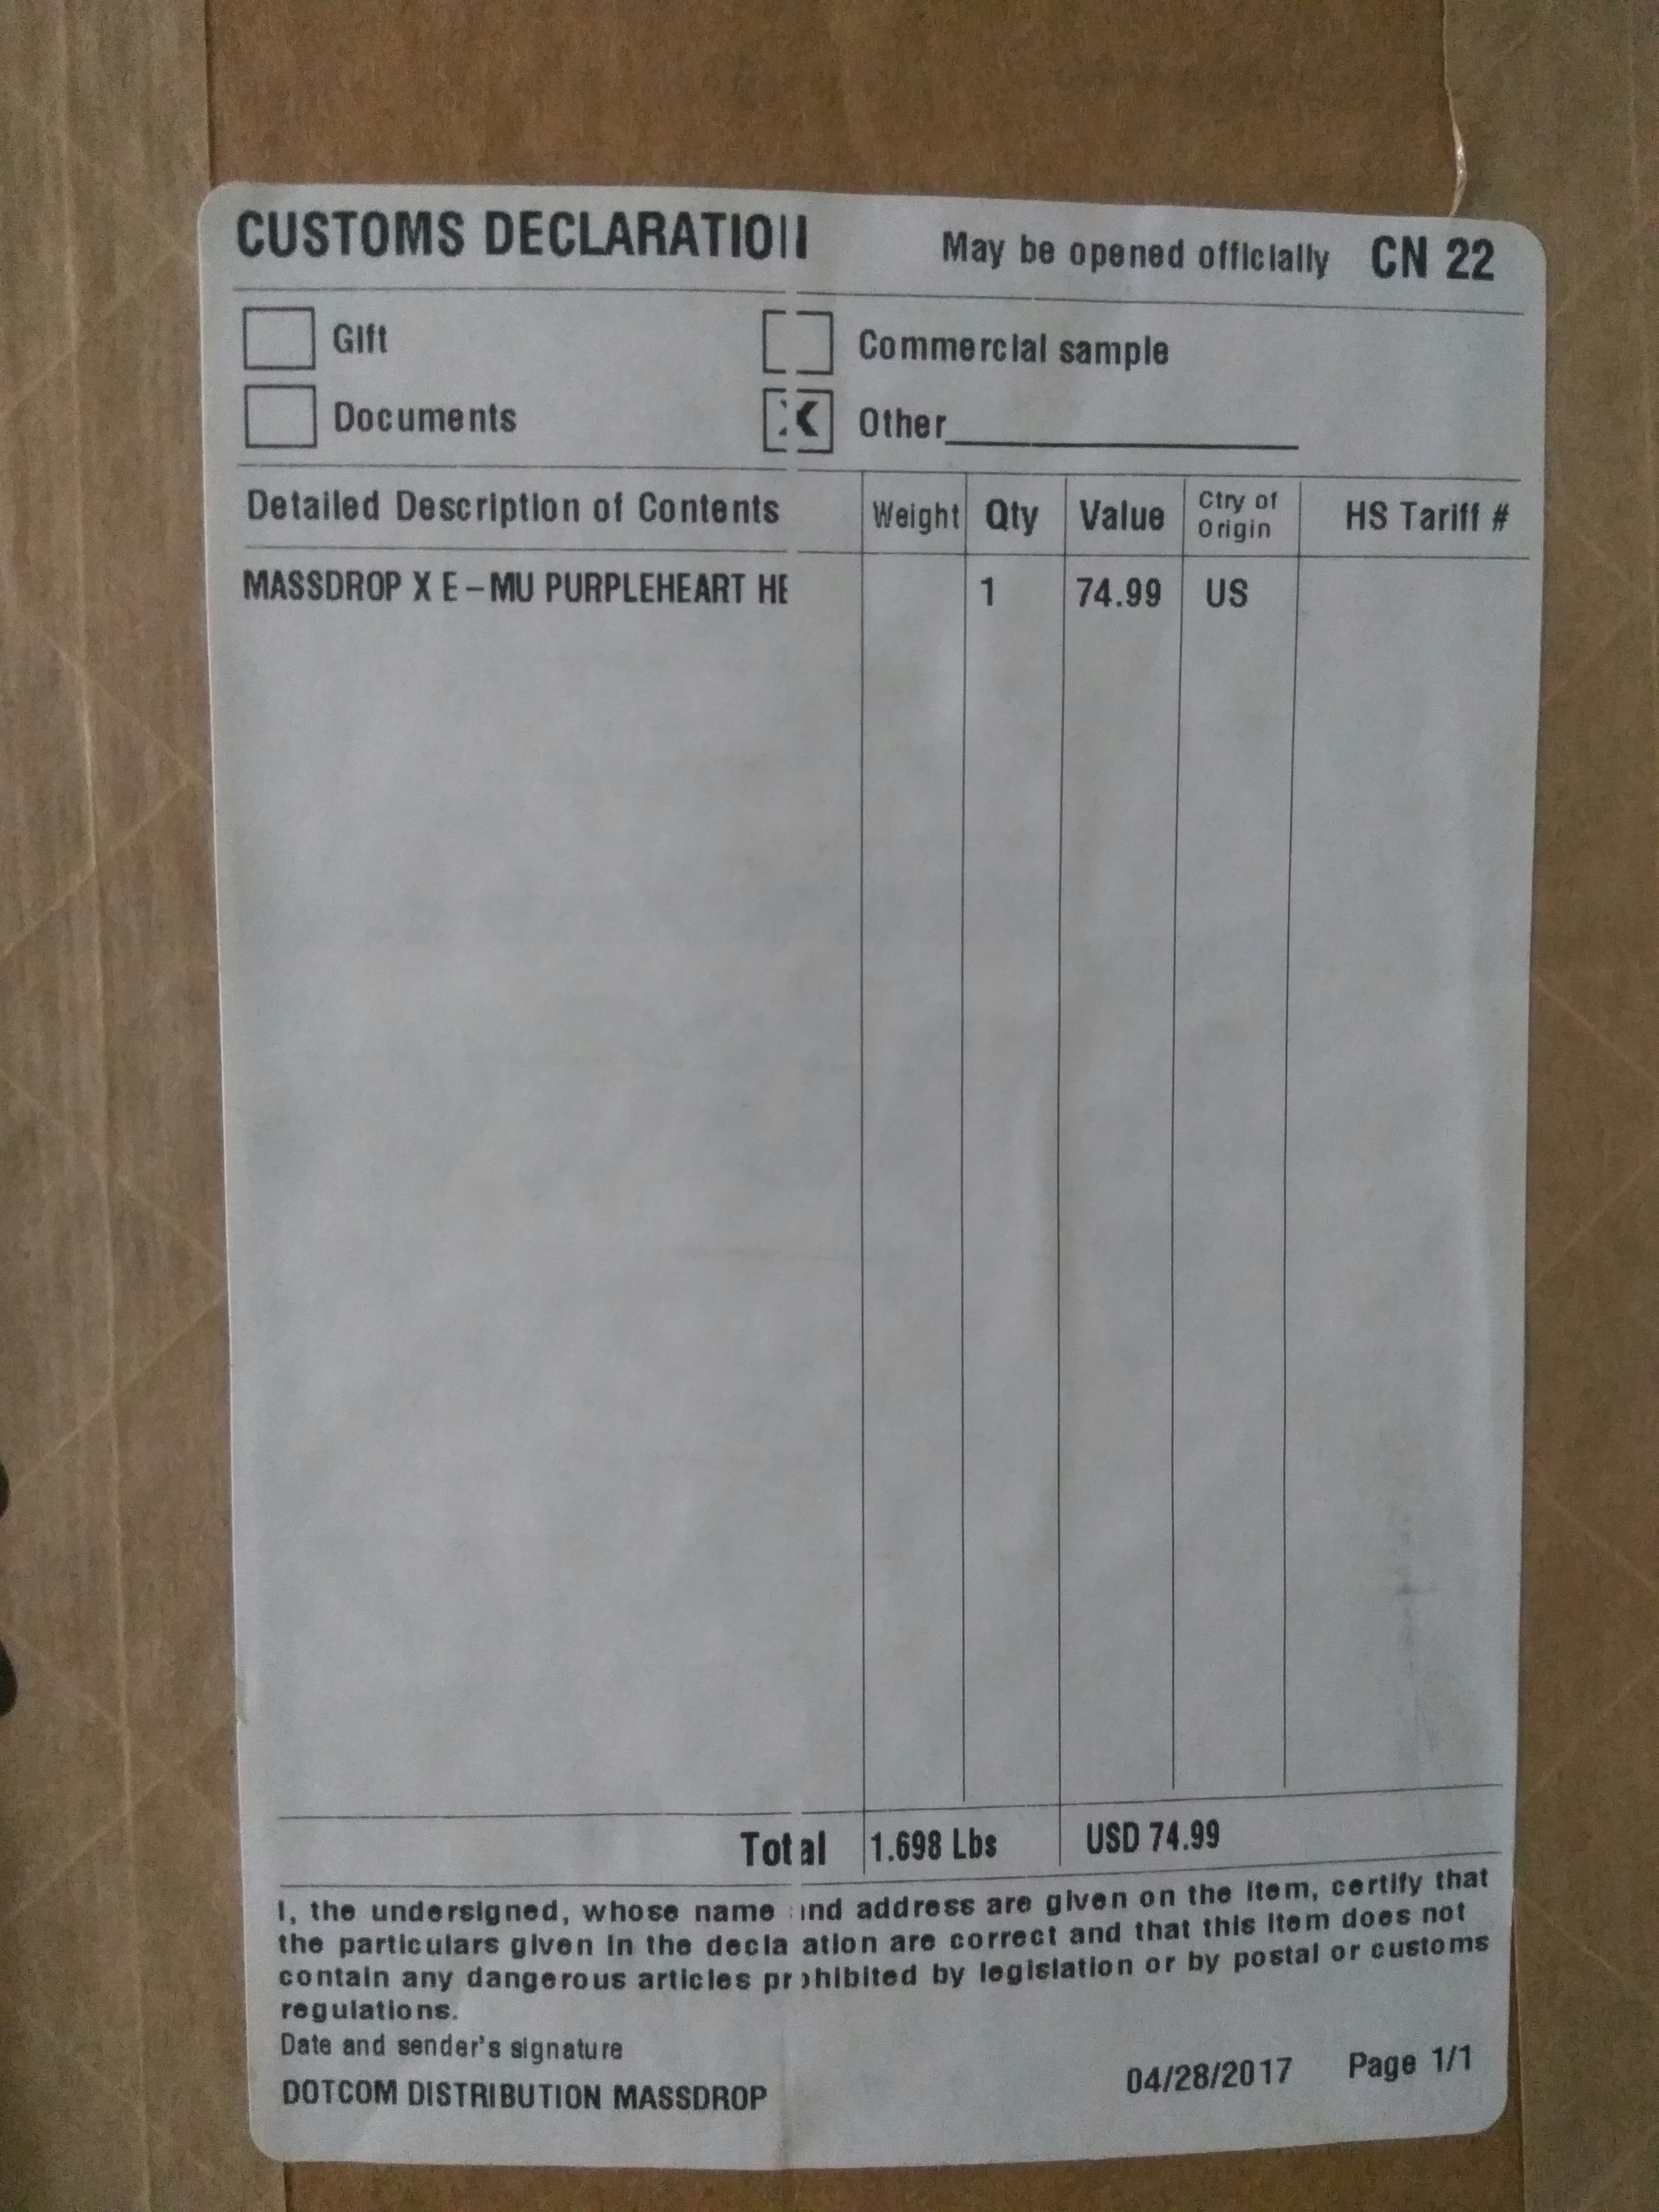 CUSTOMS DECLARATION May be opened officially CN 22
Gift Commercial sample
Documents X Other
Detailed Description of Contents Weight Qty Value Ctry of Origin HS Tariff #
MASSDROP X E-MU PURPLEHEART HE 1 74.99 US
Total 1.698 Lbs USD 74.99
I, the undersigned, whose name and address are given on the item, certify that
the particulars given in the declaration are correct and that this item does not
contain any dangerous articles prohibited by legislation or by postal or customs
regulations.
Date and sender's signature
DOTCOM DISTRIBUTION MASSDROP 04/28/2017 Page 1/1